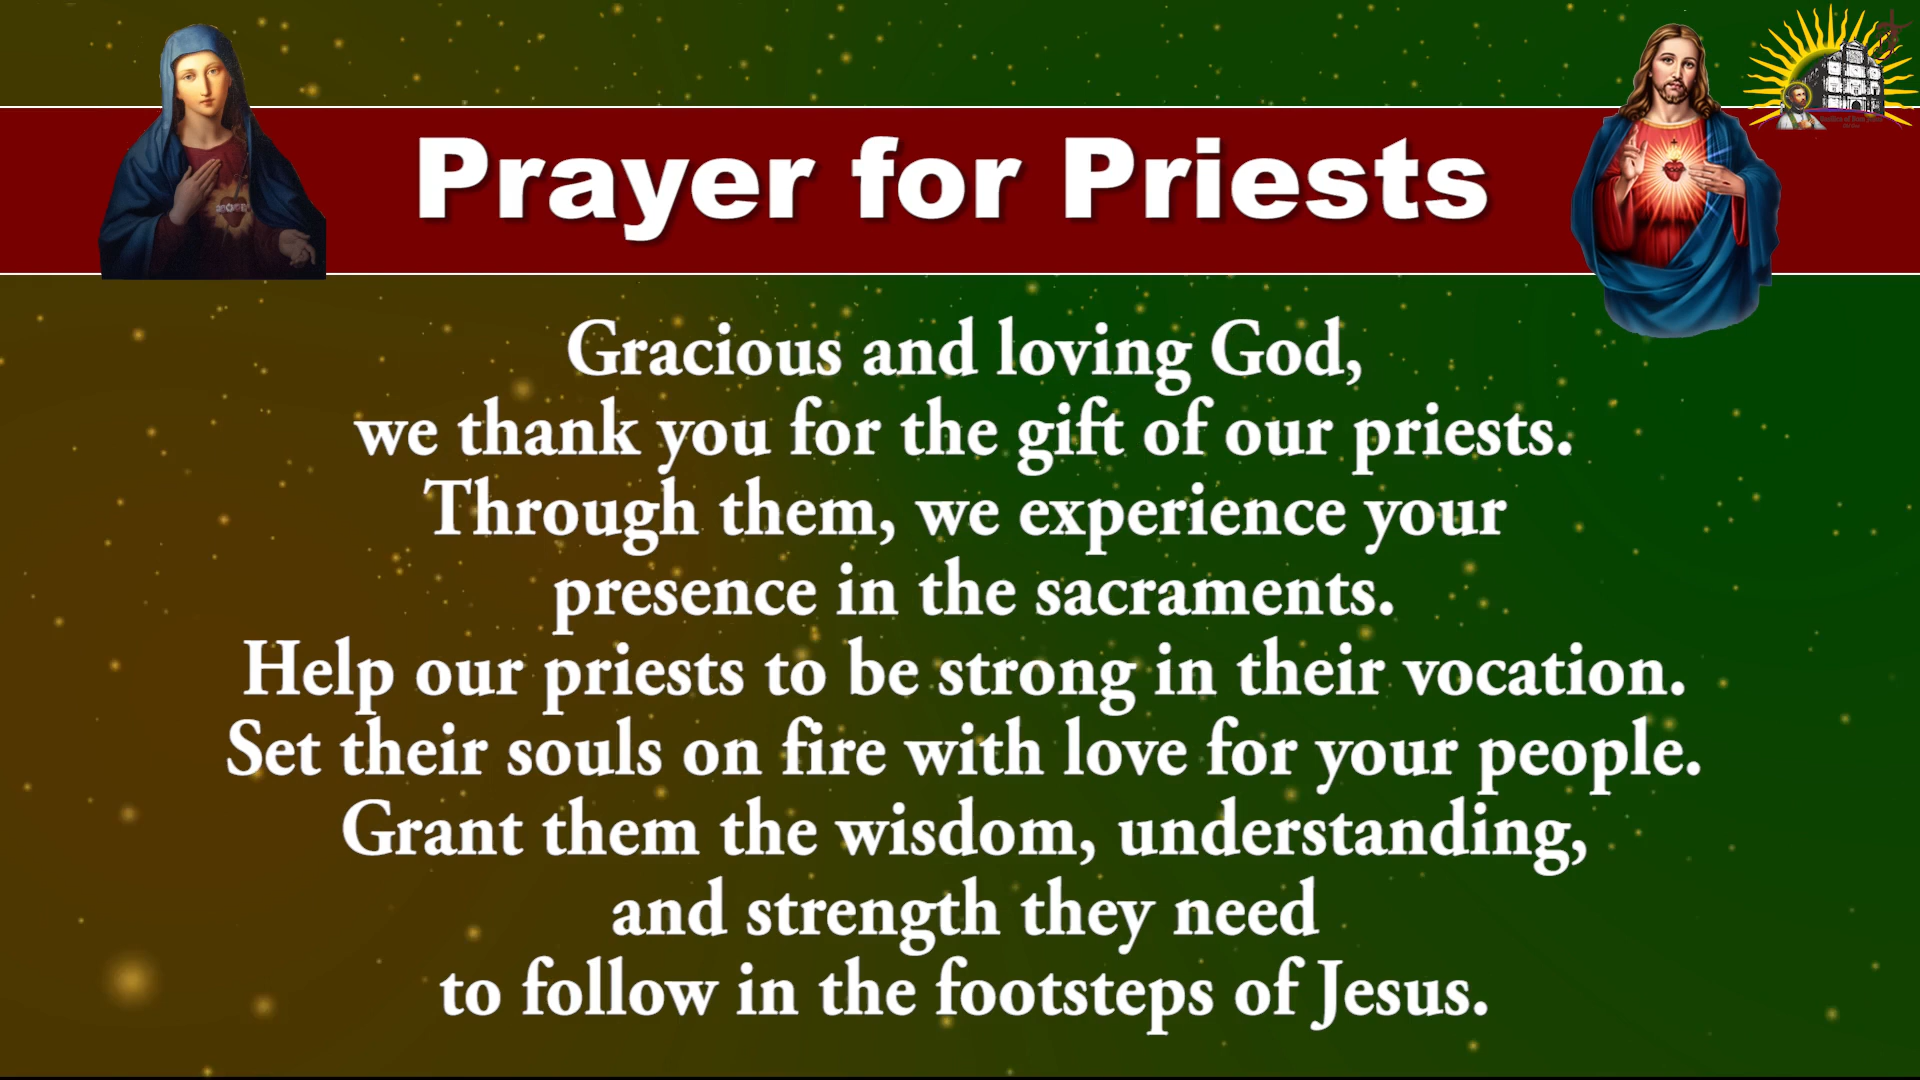 Prayer for Priests
Gracious and loving God,
we thank you for the gift of our priests.
Through them, we experience your
presence in the sacraments.
Help our priests to be strong in their vocation.
Set their souls on fire with love for your people.
Grant them the wisdom, understanding,
and strength they need
to follow in the footsteps of Jesus.